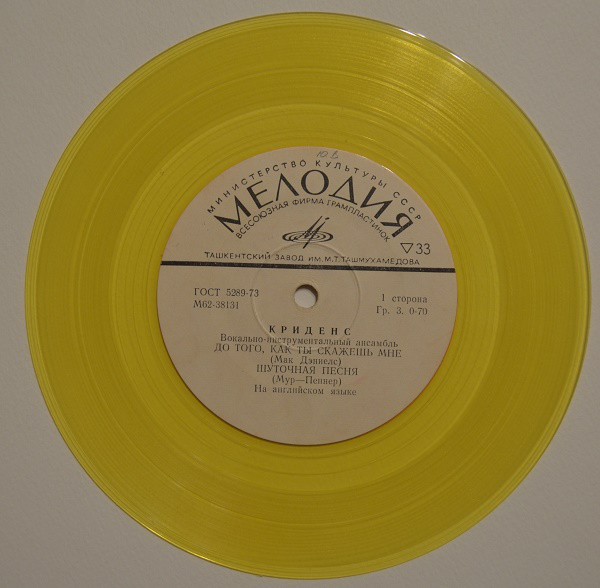 МИНИСТЕРСТВО КУЛЬТУРЫ СССР
МЕЛОДИЯ
ВСЕСОЮЗНАЯ ФИРМА ГРАМПЛАСТИНОК
▽33
ТАШКЕНТСКИЙ ЗАВОД ИМ. М.Т. ТАШМУХАМЕДОВА
ГОСТ 5289-73
М62-38131
1 сторона
Гр. 3. 0-70
КРИДЕНС
Вокально-инструментальный ансамбль
ДО ТОГО, КАК ТЫ СКАЖЕШЬ МНЕ
(Мак Дэниелс)
ШУТОЧНАЯ ПЕСНЯ
(Мур—Пеннер)
На английском языке